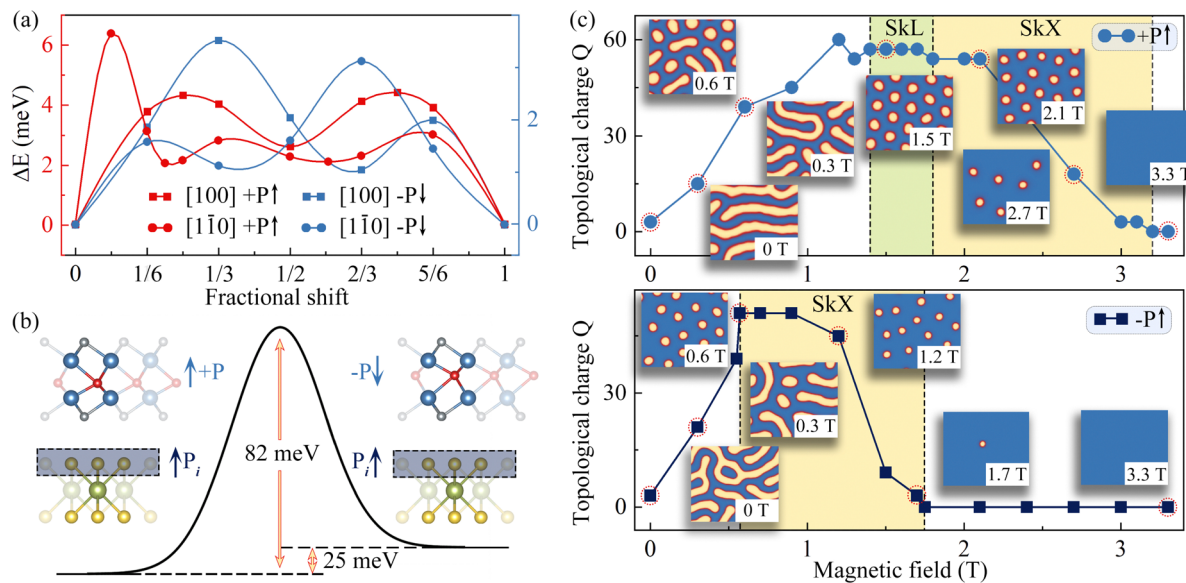 (a)
ΔE (meV)
6
4
2
0
2
0
[100] +P↑
[100] -P↓
[11̄0] +P↑
[11̄0] -P↓
0
1/6
1/3
1/2
2/3
5/6
1
Fractional shift
(b)
↑+P
-P↓
↑Pi
Pi↑
82 meV
25 meV
(c)
Topological charge Q
60
30
0
SkL
SkX
+P↑
0.6 T
0.3 T
0 T
1.5 T
2.1 T
2.7 T
3.3 T
0
1
2
3
Topological charge Q
30
0
SkX
-P↑
0.6 T
0.3 T
0 T
1.2 T
1.7 T
3.3 T
0
1
2
3
Magnetic field (T)